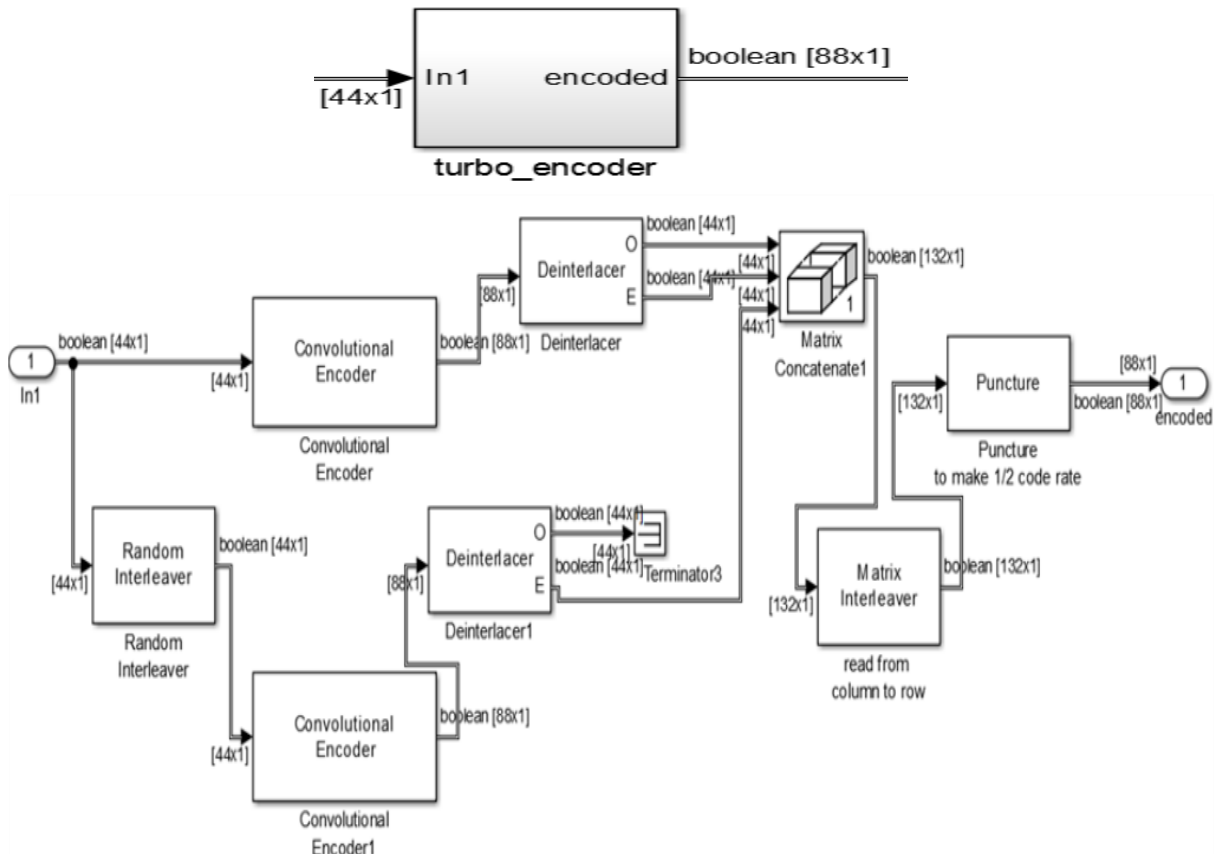 In1 encoded
[44x1]
boolean [88x1]
turbo_encoder
1
In1
boolean [44x1]
[44x1]
Convolutional
Encoder
Convolutional
Encoder
boolean [88x1]
[88x1]
Deinterlacer
O
E
Deinterlacer
boolean [44x1]
boolean [44x1]
[44x1]
[44x1]
44x1]
1
Matrix
Concatenate1
boolean [132x1]
[44x1]
Random
Interleaver
Random
Interleaver
boolean [44x1]
[44x1]
Convolutional
Encoder
Convolutional
Encoder1
boolean [88x1]
[88x1]
Deinterlacer
O
E
Deinterlacer1
boolean [44x1]
[44x1]
boolean [44x1]
Terminator3
[132x1]
Matrix
Interleaver
read from
column to row
boolean [132x1]
[132x1]
Puncture
Puncture
to make 1/2 code rate
[88x1]
boolean [88x1]
1
encoded